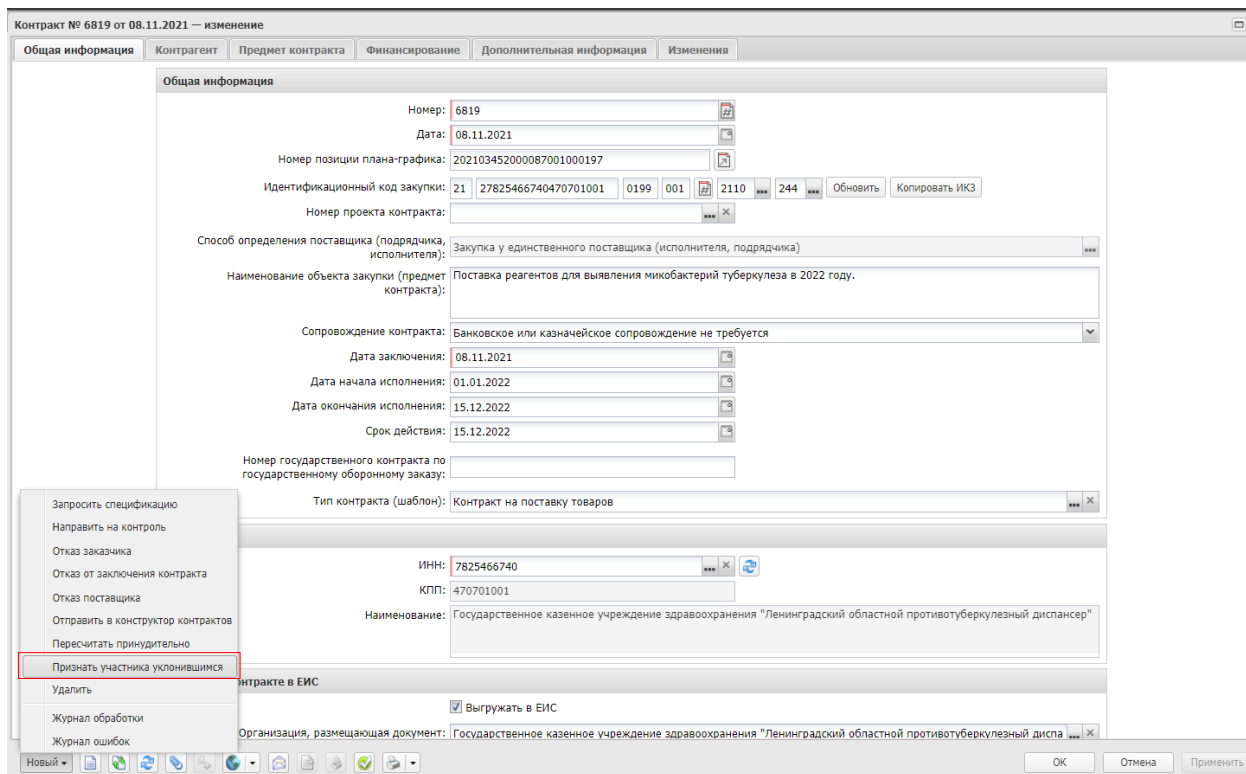 Контракт № 6819 от 08.11.2021 — изменение
Общая информация Контрагент Предмет контракта Финансирование Дополнительная информация Изменения
Общая информация
Номер: 6819
Дата: 08.11.2021
Номер позиции плана-графика: 202103452000087001000197
Идентификационный код закупки: 21 27825466740470701001 0199 001 2110 ... 244 ... Обновить Копировать ИКЗ
Номер проекта контракта:
Способ определения поставщика (подрядчика, исполнителя): Закупка у единственного поставщика (исполнителя, подрядчика)
Наименование объекта закупки (предмет контракта): Поставка реагентов для выявления микобактерий туберкулеза в 2022 году.
Сопровождение контракта: Банковское или казначейское сопровождение не требуется
Дата заключения: 08.11.2021
Дата начала исполнения: 01.01.2022
Дата окончания исполнения: 15.12.2022
Срок действия: 15.12.2022
Номер государственного контракта по государственному оборонному заказу:
Тип контракта (шаблон): Контракт на поставку товаров
ИНН: 7825466740
КПП: 470701001
Наименование: Государственное казенное учреждение здравоохранения "Ленинградский областной противотуберкулезный диспансер"
онтракте в ЕИС
Выгружать в ЕИС
Организация, размещающая документ: Государственное казенное учреждение здравоохранения "Ленинградский областной противотуберкулезный диспа
Запросить спецификацию
Направить на контроль
Отказ заказчика
Отказ от заключения контракта
Отказ поставщика
Отправить в конструктор контрактов
Пересчитать принудительно
Признать участника уклонившимся
Удалить
Журнал обработки
Журнал ошибок
Новый
ОК Отмена Применить